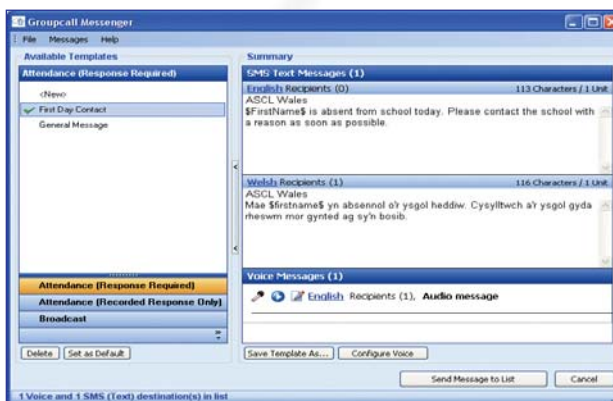 Groupcall Messenger
File Messages Help
Available Templates
Attendance (Response Required)
<New>
First Day Contact
General Message
Attendance (Response Required)
Attendance (Recorded Response Only)
Broadcast
Delete Set as Default
Summary
SMS Text Messages (1)
English Recipients (0) 113 Characters / 1 Unit
ASCL Wales
$FirstName$ is absent from school today. Please contact the school with
a reason as soon as possible.
Welsh Recipients (1) 116 Characters / 1 Unit
ASCL Wales
Mae $firstname$ yn absennol o'r ysgol heddiw. Cysylltwch a'r ysgol gyda
rheswm mor gynted ag sy'n bosib.
Voice Messages (1)
English Recipients (1), Audio message
Save Template As... Configure Voice
Send Message to List Cancel
1 Voice and 1 SMS (Text) destination(s) in list